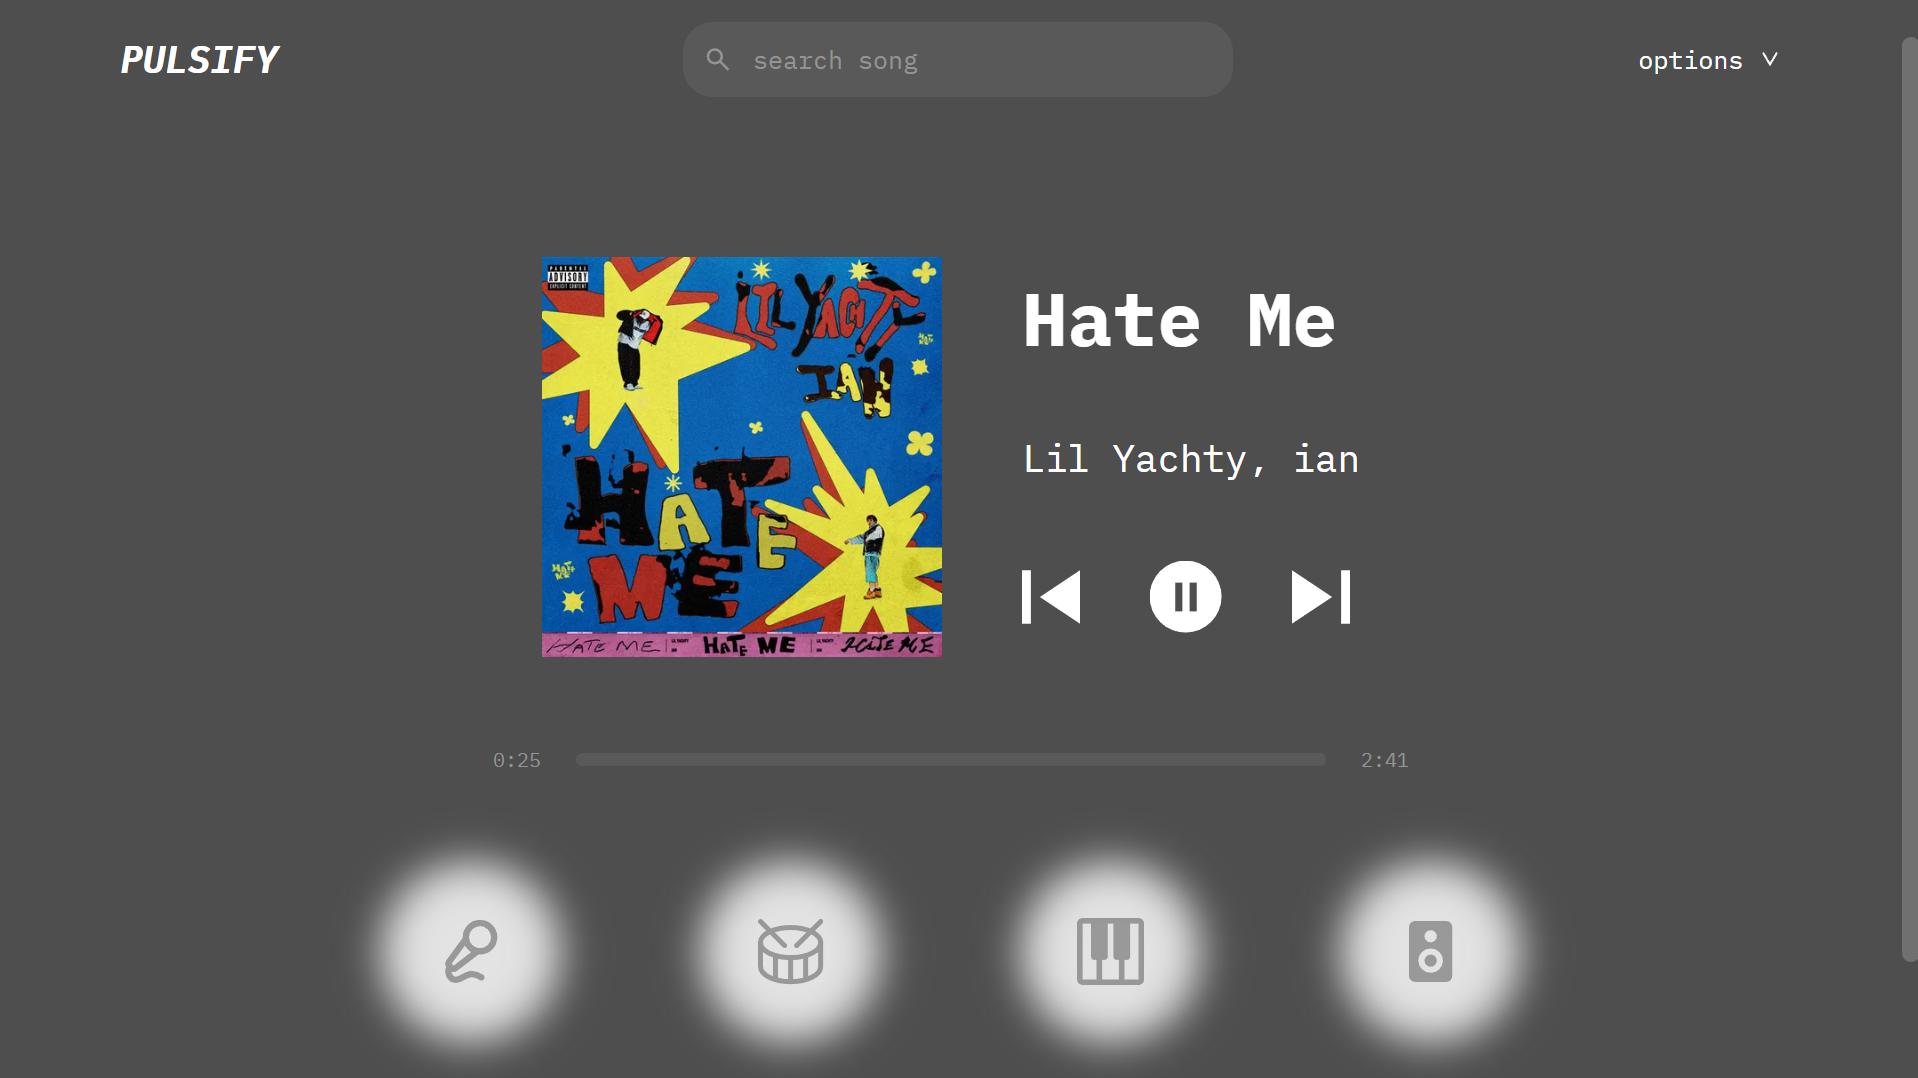 PULSIFY
search song
options
PARENTAL
ADVISORY
EXPLICIT CONTENT
LIL YACHTY
IAN
HATE
ME
HATE ME
HATE ME
HATE ME
Hate Me
Lil Yachty, ian
0:25
2:41